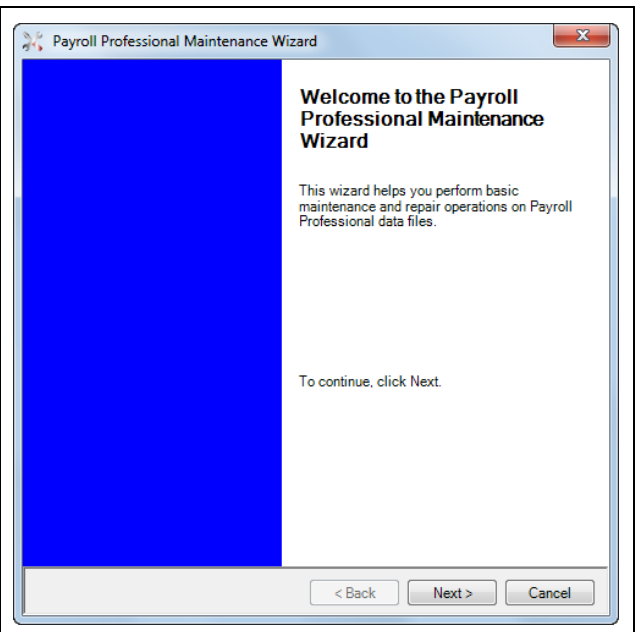 Payroll Professional Maintenance Wizard
Welcome to the Payroll
Professional Maintenance
Wizard
This wizard helps you perform basic
maintenance and repair operations on Payroll
Professional data files.
To continue, click Next.
< Back Next > Cancel